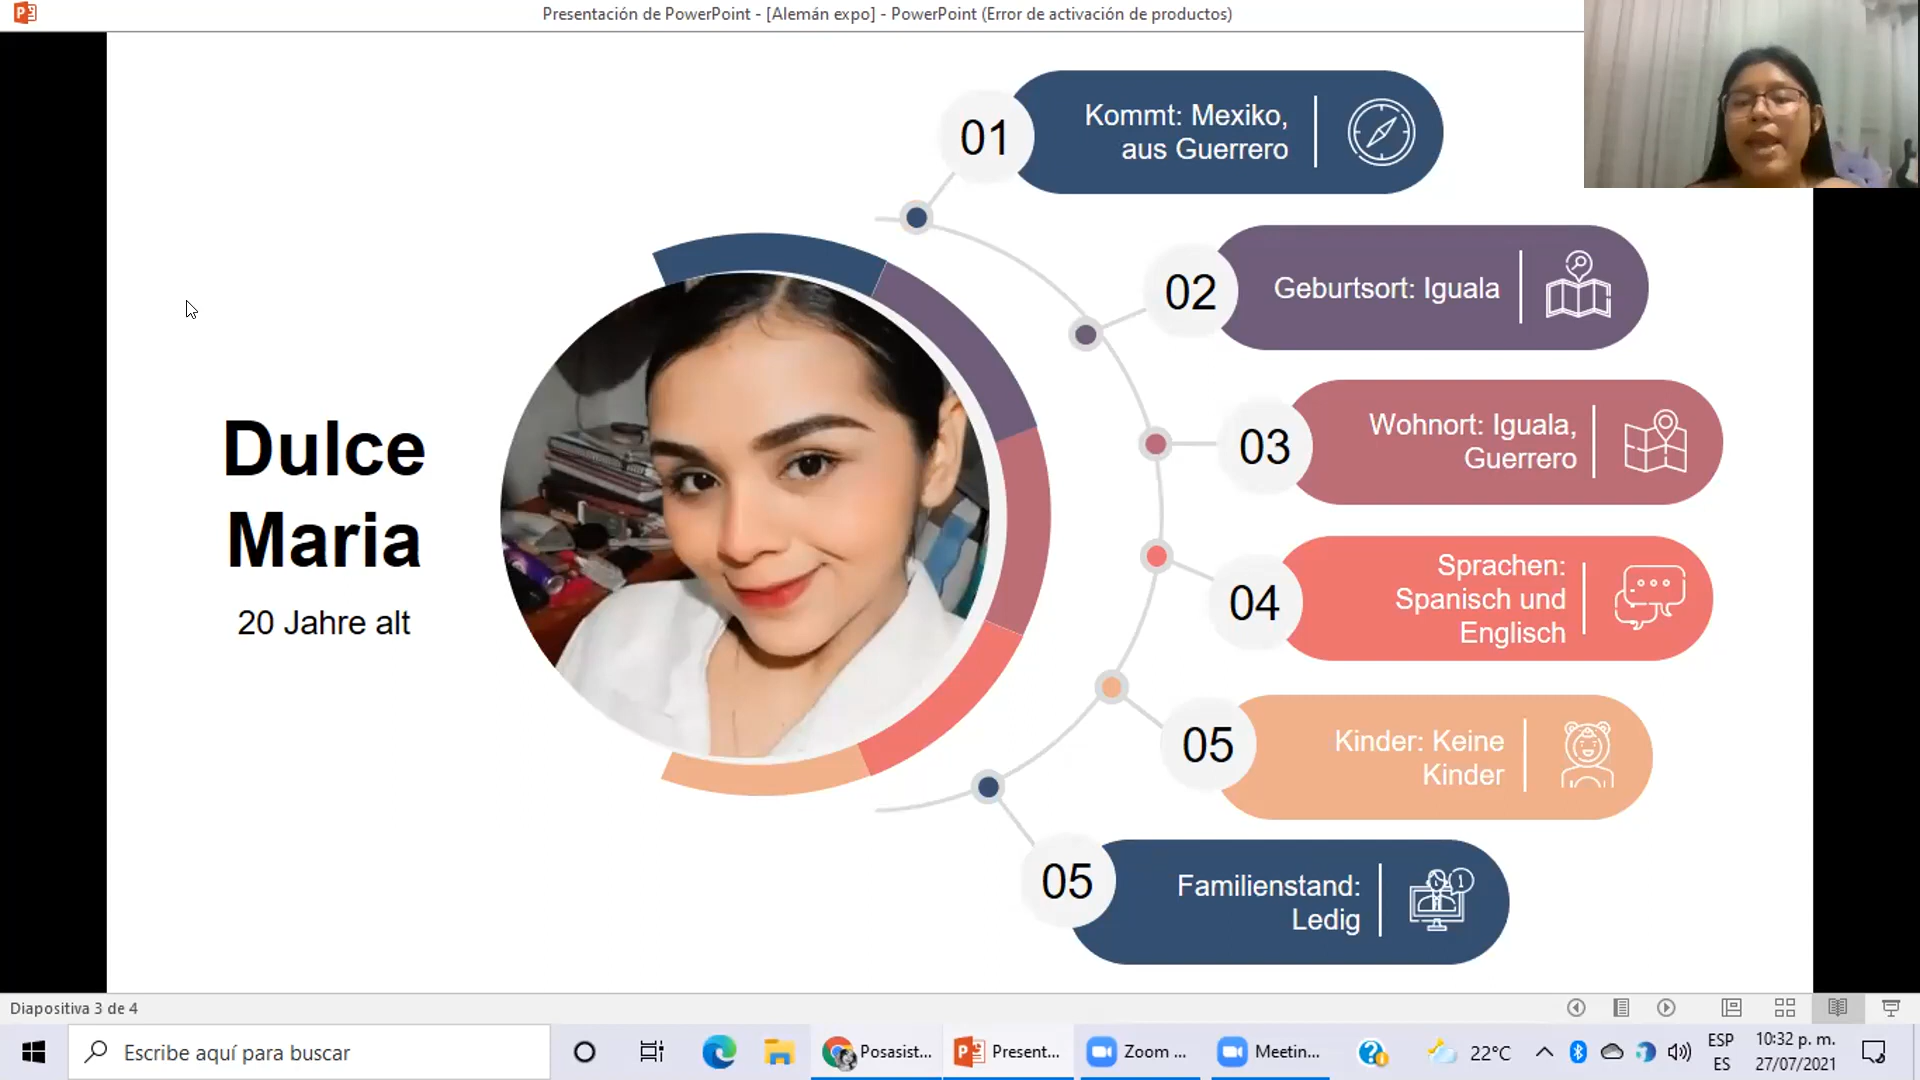 Presentación de PowerPoint - [Alemán expo] - PowerPoint (Error de activación de productos)
01
Kommt: Mexiko,
aus Guerrero
02
Geburtsort: Iguala
03
Wohnort: Iguala,
Guerrero
Dulce
Maria
20 Jahre alt
04
Sprachen:
Spanisch und
Englisch
05
Kinder: Keine
Kinder
05
Familienstand:
Ledig
Diapositiva 3 de 4
Escribe aquí para buscar
Posasist...
Present...
Zoom ...
Meetin...
22°C
ESP
ES
10:32 p. m.
27/07/2021